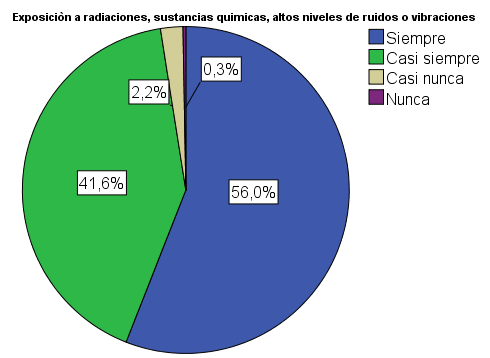 Exposiciòn a radiaciones, sustancias quimicas, altos niveles de ruidos o vibraciones
Siempre
Casi siempre
Casi nunca
Nunca
0,3%
2,2%
41,6%
56,0%